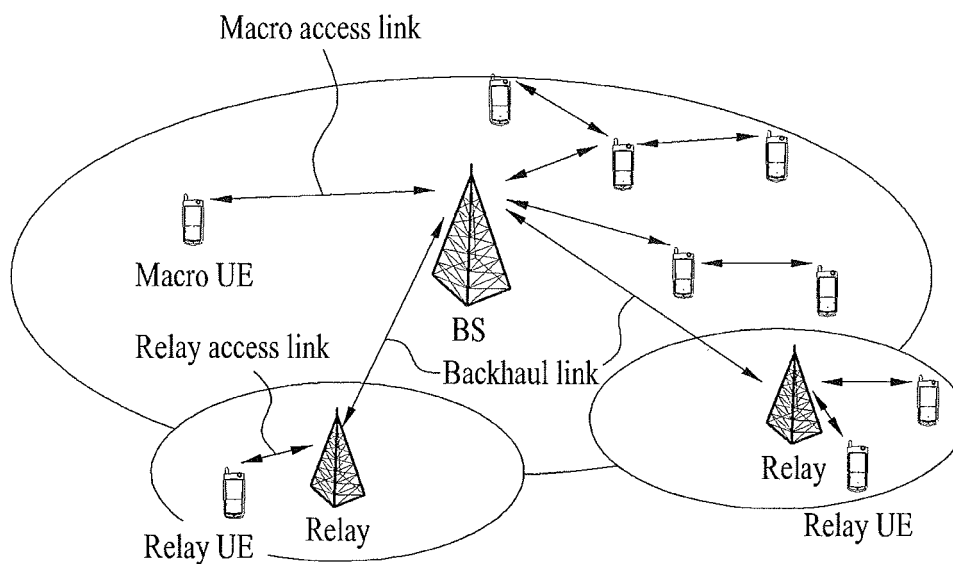 Macro access link
Macro UE
BS
Relay access link
Backhaul link
Relay
Relay UE
Relay
Relay UE